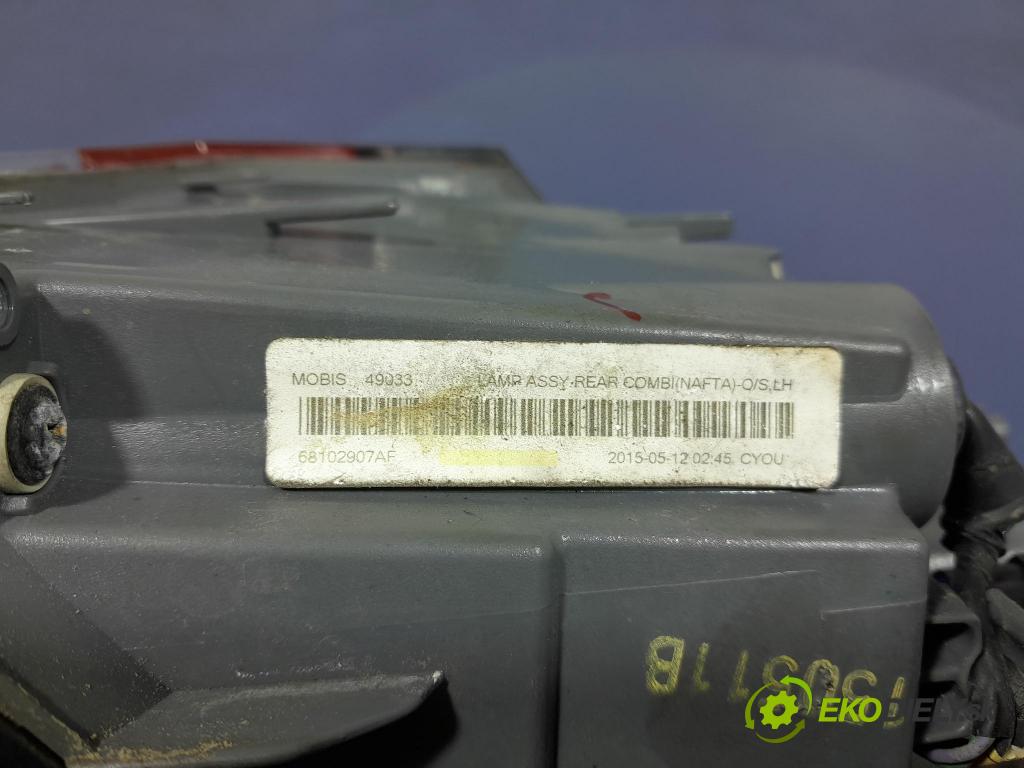 MOBIS 49033 LAMP ASSY-REAR COMBI(NAFTA)-O/S,LH
68102907AF 2015-05-12 02:45 CYOU
EKO